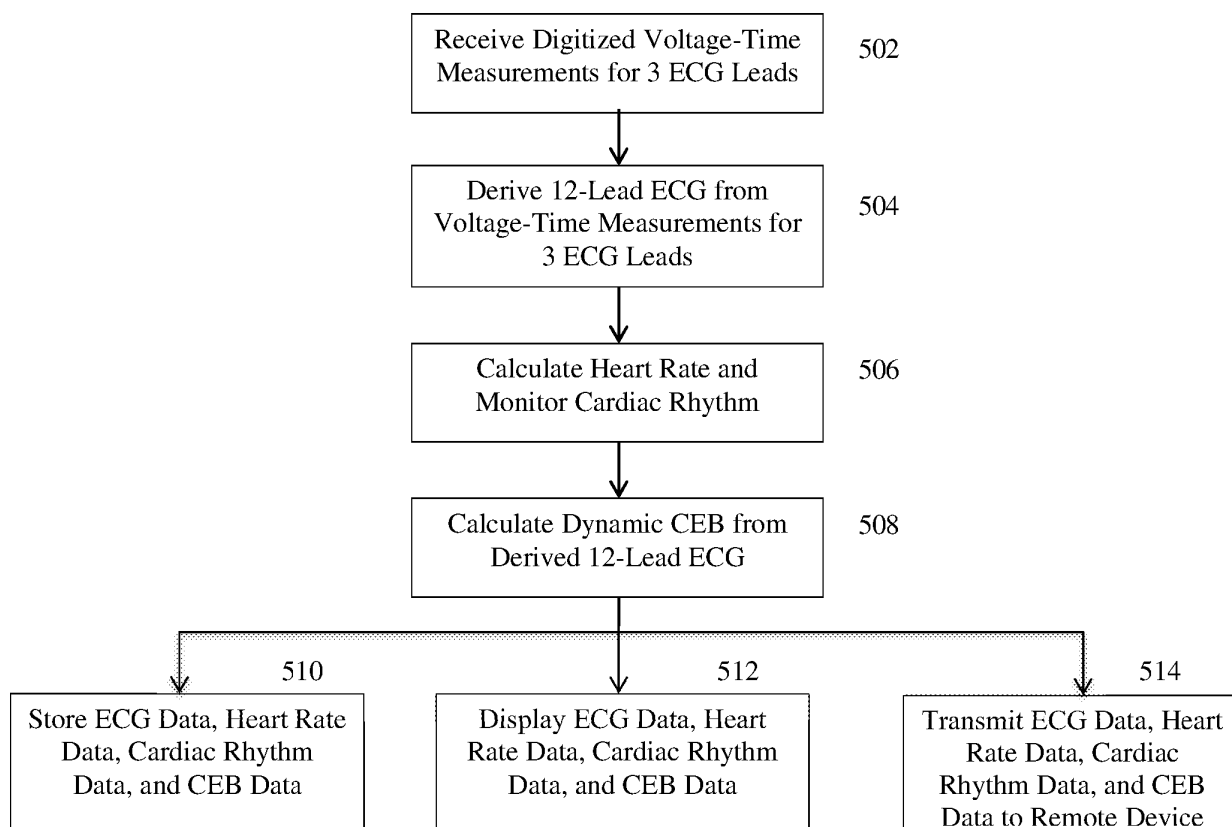 Receive Digitized Voltage-Time
Measurements for 3 ECG Leads
502
Derive 12-Lead ECG from
Voltage-Time Measurements for
3 ECG Leads
504
Calculate Heart Rate and
Monitor Cardiac Rhythm
506
Calculate Dynamic CEB from
Derived 12-Lead ECG
508
510
Store ECG Data, Heart Rate
Data, Cardiac Rhythm
Data, and CEB Data
512
Display ECG Data, Heart
Rate Data, Cardiac Rhythm
Data, and CEB Data
514
Transmit ECG Data, Heart
Rate Data, Cardiac
Rhythm Data, and CEB
Data to Remote Device